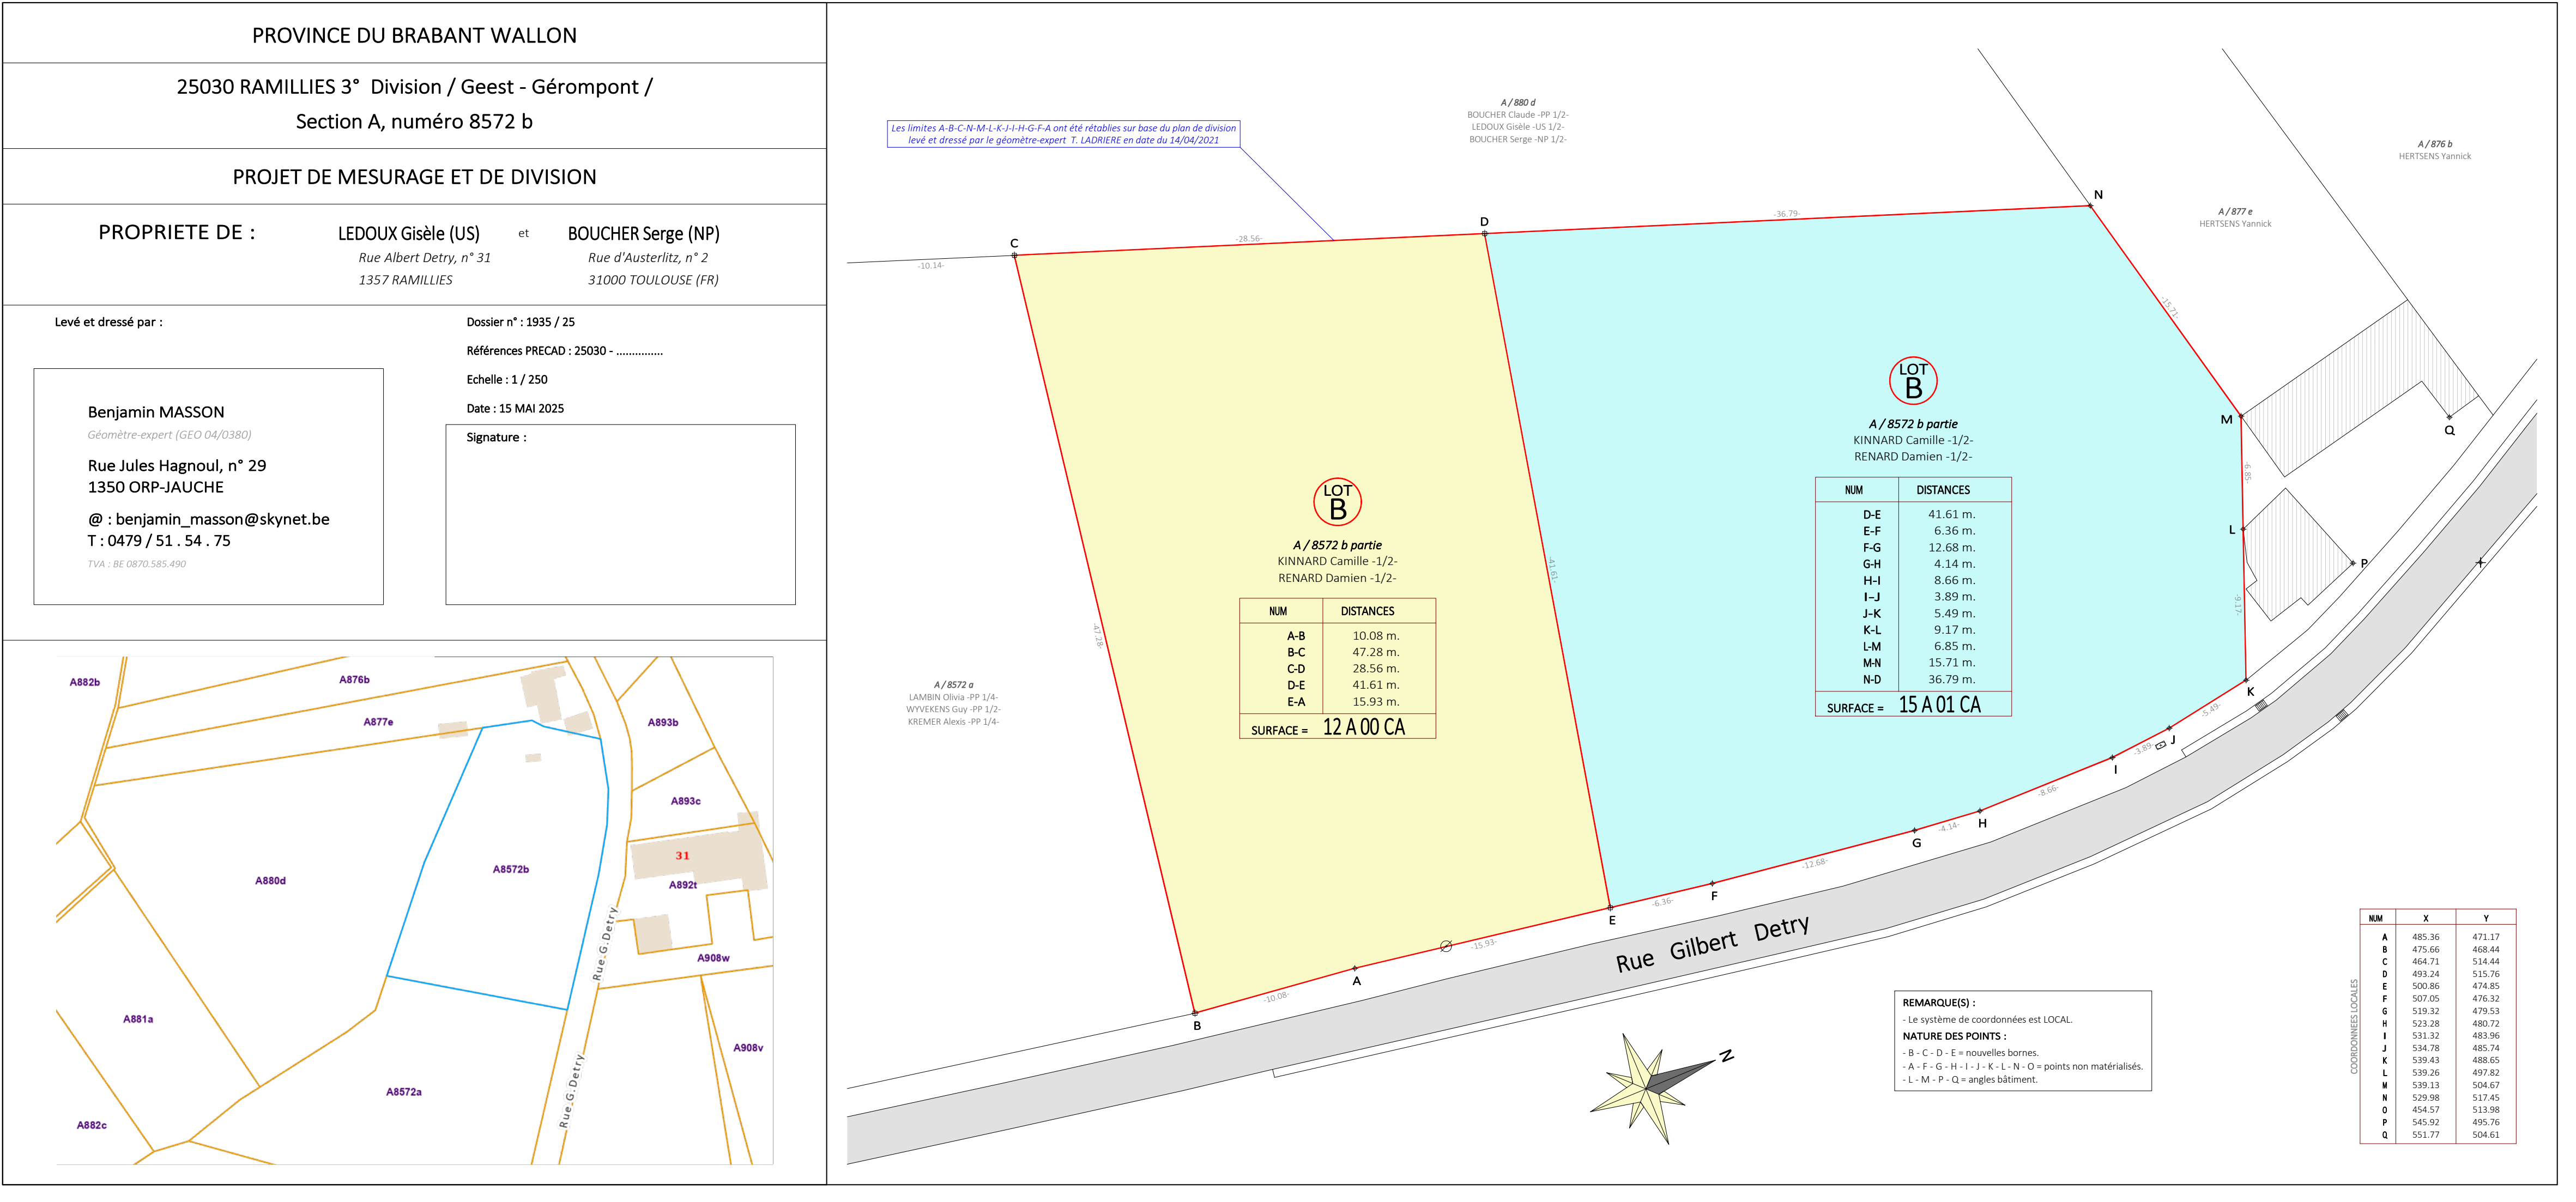 PROVINCE DU BRABANT WALLON
25030 RAMILLIES 3° Division / Geest - Gérompont /
Section A, numéro 8572 b
PROJET DE MESURAGE ET DE DIVISION
PROPRIETE DE :
LEDOUX Gisèle (US)
et
BOUCHER Serge (NP)
Rue Albert Detry, n° 31
Rue d'Austerlitz, n° 2
1357 RAMILLIES
31000 TOULOUSE (FR)
Levé et dressé par :
Benjamin MASSON
Géomètre-expert (GEO 04/0380)
Rue Jules Hagnoul, n° 29
1350 ORP-JAUCHE
@ : benjamin_masson@skynet.be
T : 0479 / 51 . 54 . 75
TVA : BE 0870.585.490
Dossier n° : 1935 / 25
Références PRECAD : 25030 - ...............
Echelle : 1 / 250
Date : 15 MAI 2025
Signature :
A882b
A876b
A877e
A893b
A893c
31
A892t
A880d
A8572b
Rue G.Detry
A908w
A881a
A908v
A8572a
Rue G.Detry
A882c
Les limites A-B-C-N-M-L-K-J-I-H-G-F-A ont été rétablies sur base du plan de division
levé et dressé par le géomètre-expert T. LADRIERE en date du 14/04/2021
A / 880 d
BOUCHER Claude -PP 1/2-
LEDOUX Gisèle -US 1/2-
BOUCHER Serge -NP 1/2-
A / 876 b
HERTSENS Yannick
A / 877 e
HERTSENS Yannick
N
D
C
-10.14-
-28.56-
-36.79-
-15.71-
M
Q
-6.85-
L
P
-9.17-
K
-5.49-
J
-3.89-
I
-8.66-
H
-4.14-
G
-12.68-
F
-6.36-
E
-15.93-
A
-10.08-
B
-47.28-
-41.61-
A / 8572 a
LAMBIN Olivia -PP 1/4-
WYVEKENS Guy -PP 1/2-
KREMER Alexis -PP 1/4-
LOT
B
A / 8572 b partie
KINNARD Camille -1/2-
RENARD Damien -1/2-
NUM DISTANCES
A-B 10.08 m.
B-C 47.28 m.
C-D 28.56 m.
D-E 41.61 m.
E-A 15.93 m.
SURFACE = 12 A 00 CA
LOT
B
A / 8572 b partie
KINNARD Camille -1/2-
RENARD Damien -1/2-
NUM DISTANCES
D-E 41.61 m.
E-F 6.36 m.
F-G 12.68 m.
G-H 4.14 m.
H-I 8.66 m.
I-J 3.89 m.
J-K 5.49 m.
K-L 9.17 m.
L-M 6.85 m.
M-N 15.71 m.
N-D 36.79 m.
SURFACE = 15 A 01 CA
Rue Gilbert Detry
N
REMARQUE(S) :
- Le système de coordonnées est LOCAL.
NATURE DES POINTS :
- B - C - D - E = nouvelles bornes.
- A - F - G - H - I - J - K - L - N - O = points non matérialisés.
- L - M - P - Q = angles bâtiment.
COORDONNEES LOCALES
NUM X Y
A 485.36 471.17
B 475.66 468.44
C 464.71 514.44
D 493.24 515.76
E 500.86 474.85
F 507.05 476.32
G 519.32 479.53
H 523.28 480.72
I 531.32 483.96
J 534.78 485.74
K 539.43 488.65
L 539.26 497.82
M 539.13 504.67
N 529.98 517.45
O 454.57 513.98
P 545.92 495.76
Q 551.77 504.61